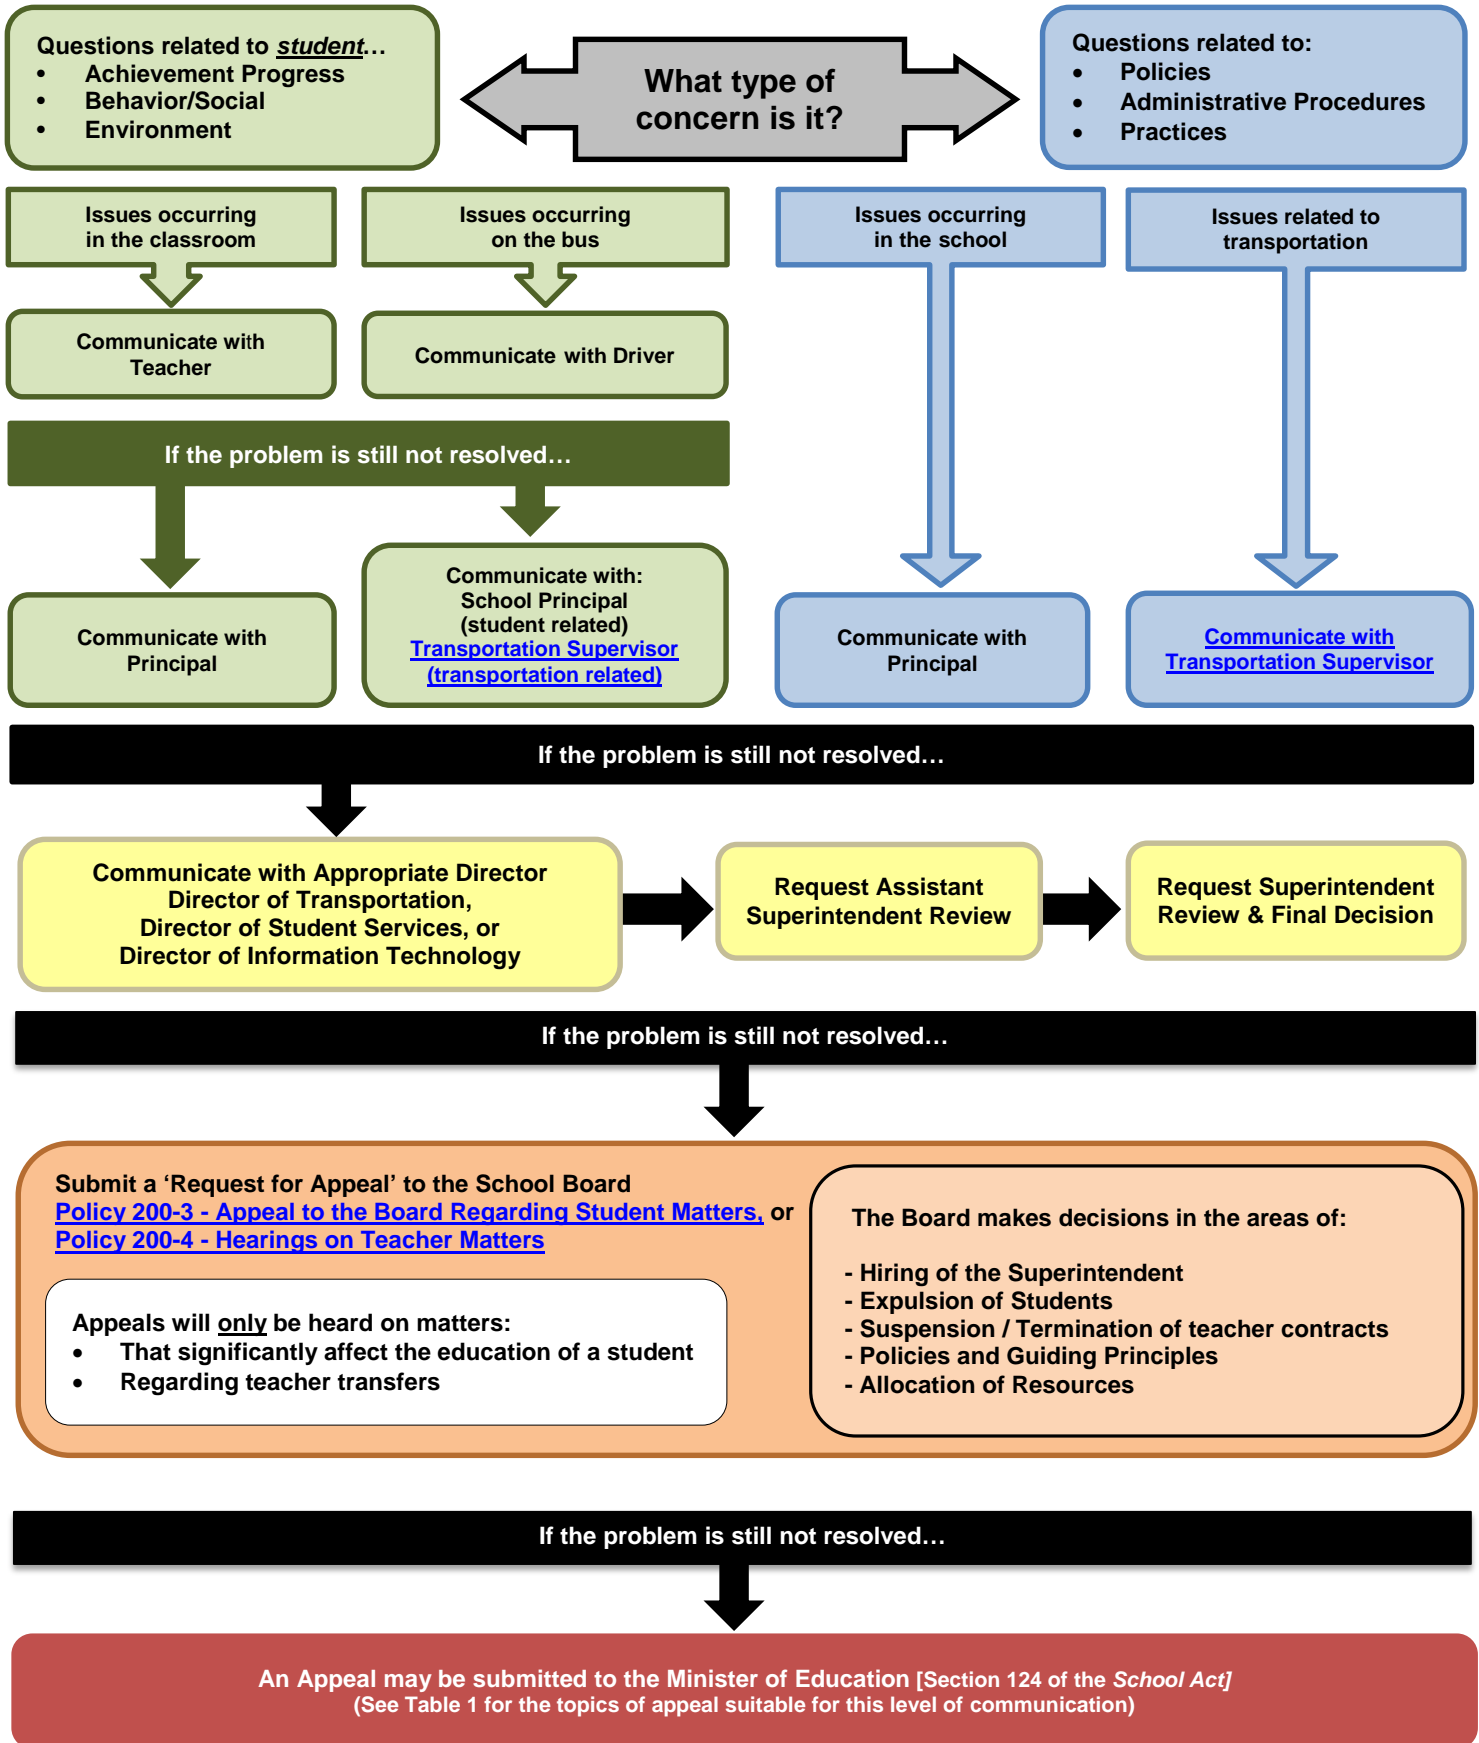 Questions related to student…
• Achievement Progress
• Behavior/Social
• Environment
What type of
concern is it?
Questions related to:
• Policies
• Administrative Procedures
• Practices
Issues occurring
in the classroom
Issues occurring
on the bus
Issues occurring
in the school
Issues related to
transportation
Communicate with
Teacher
Communicate with Driver
If the problem is still not resolved…
Communicate with
Principal
Communicate with:
School Principal
(student related)
Transportation Supervisor
(transportation related)
Communicate with
Principal
Communicate with
Transportation Supervisor
If the problem is still not resolved…
Communicate with Appropriate Director
Director of Transportation,
Director of Student Services, or
Director of Information Technology
Request Assistant
Superintendent Review
Request Superintendent
Review & Final Decision
If the problem is still not resolved…
Submit a ‘Request for Appeal’ to the School Board
Policy 200-3 - Appeal to the Board Regarding Student Matters, or
Policy 200-4 - Hearings on Teacher Matters
Appeals will only be heard on matters:
• That significantly affect the education of a student
• Regarding teacher transfers
The Board makes decisions in the areas of:
- Hiring of the Superintendent
- Expulsion of Students
- Suspension / Termination of teacher contracts
- Policies and Guiding Principles
- Allocation of Resources
If the problem is still not resolved…
An Appeal may be submitted to the Minister of Education [Section 124 of the School Act]
(See Table 1 for the topics of appeal suitable for this level of communication)